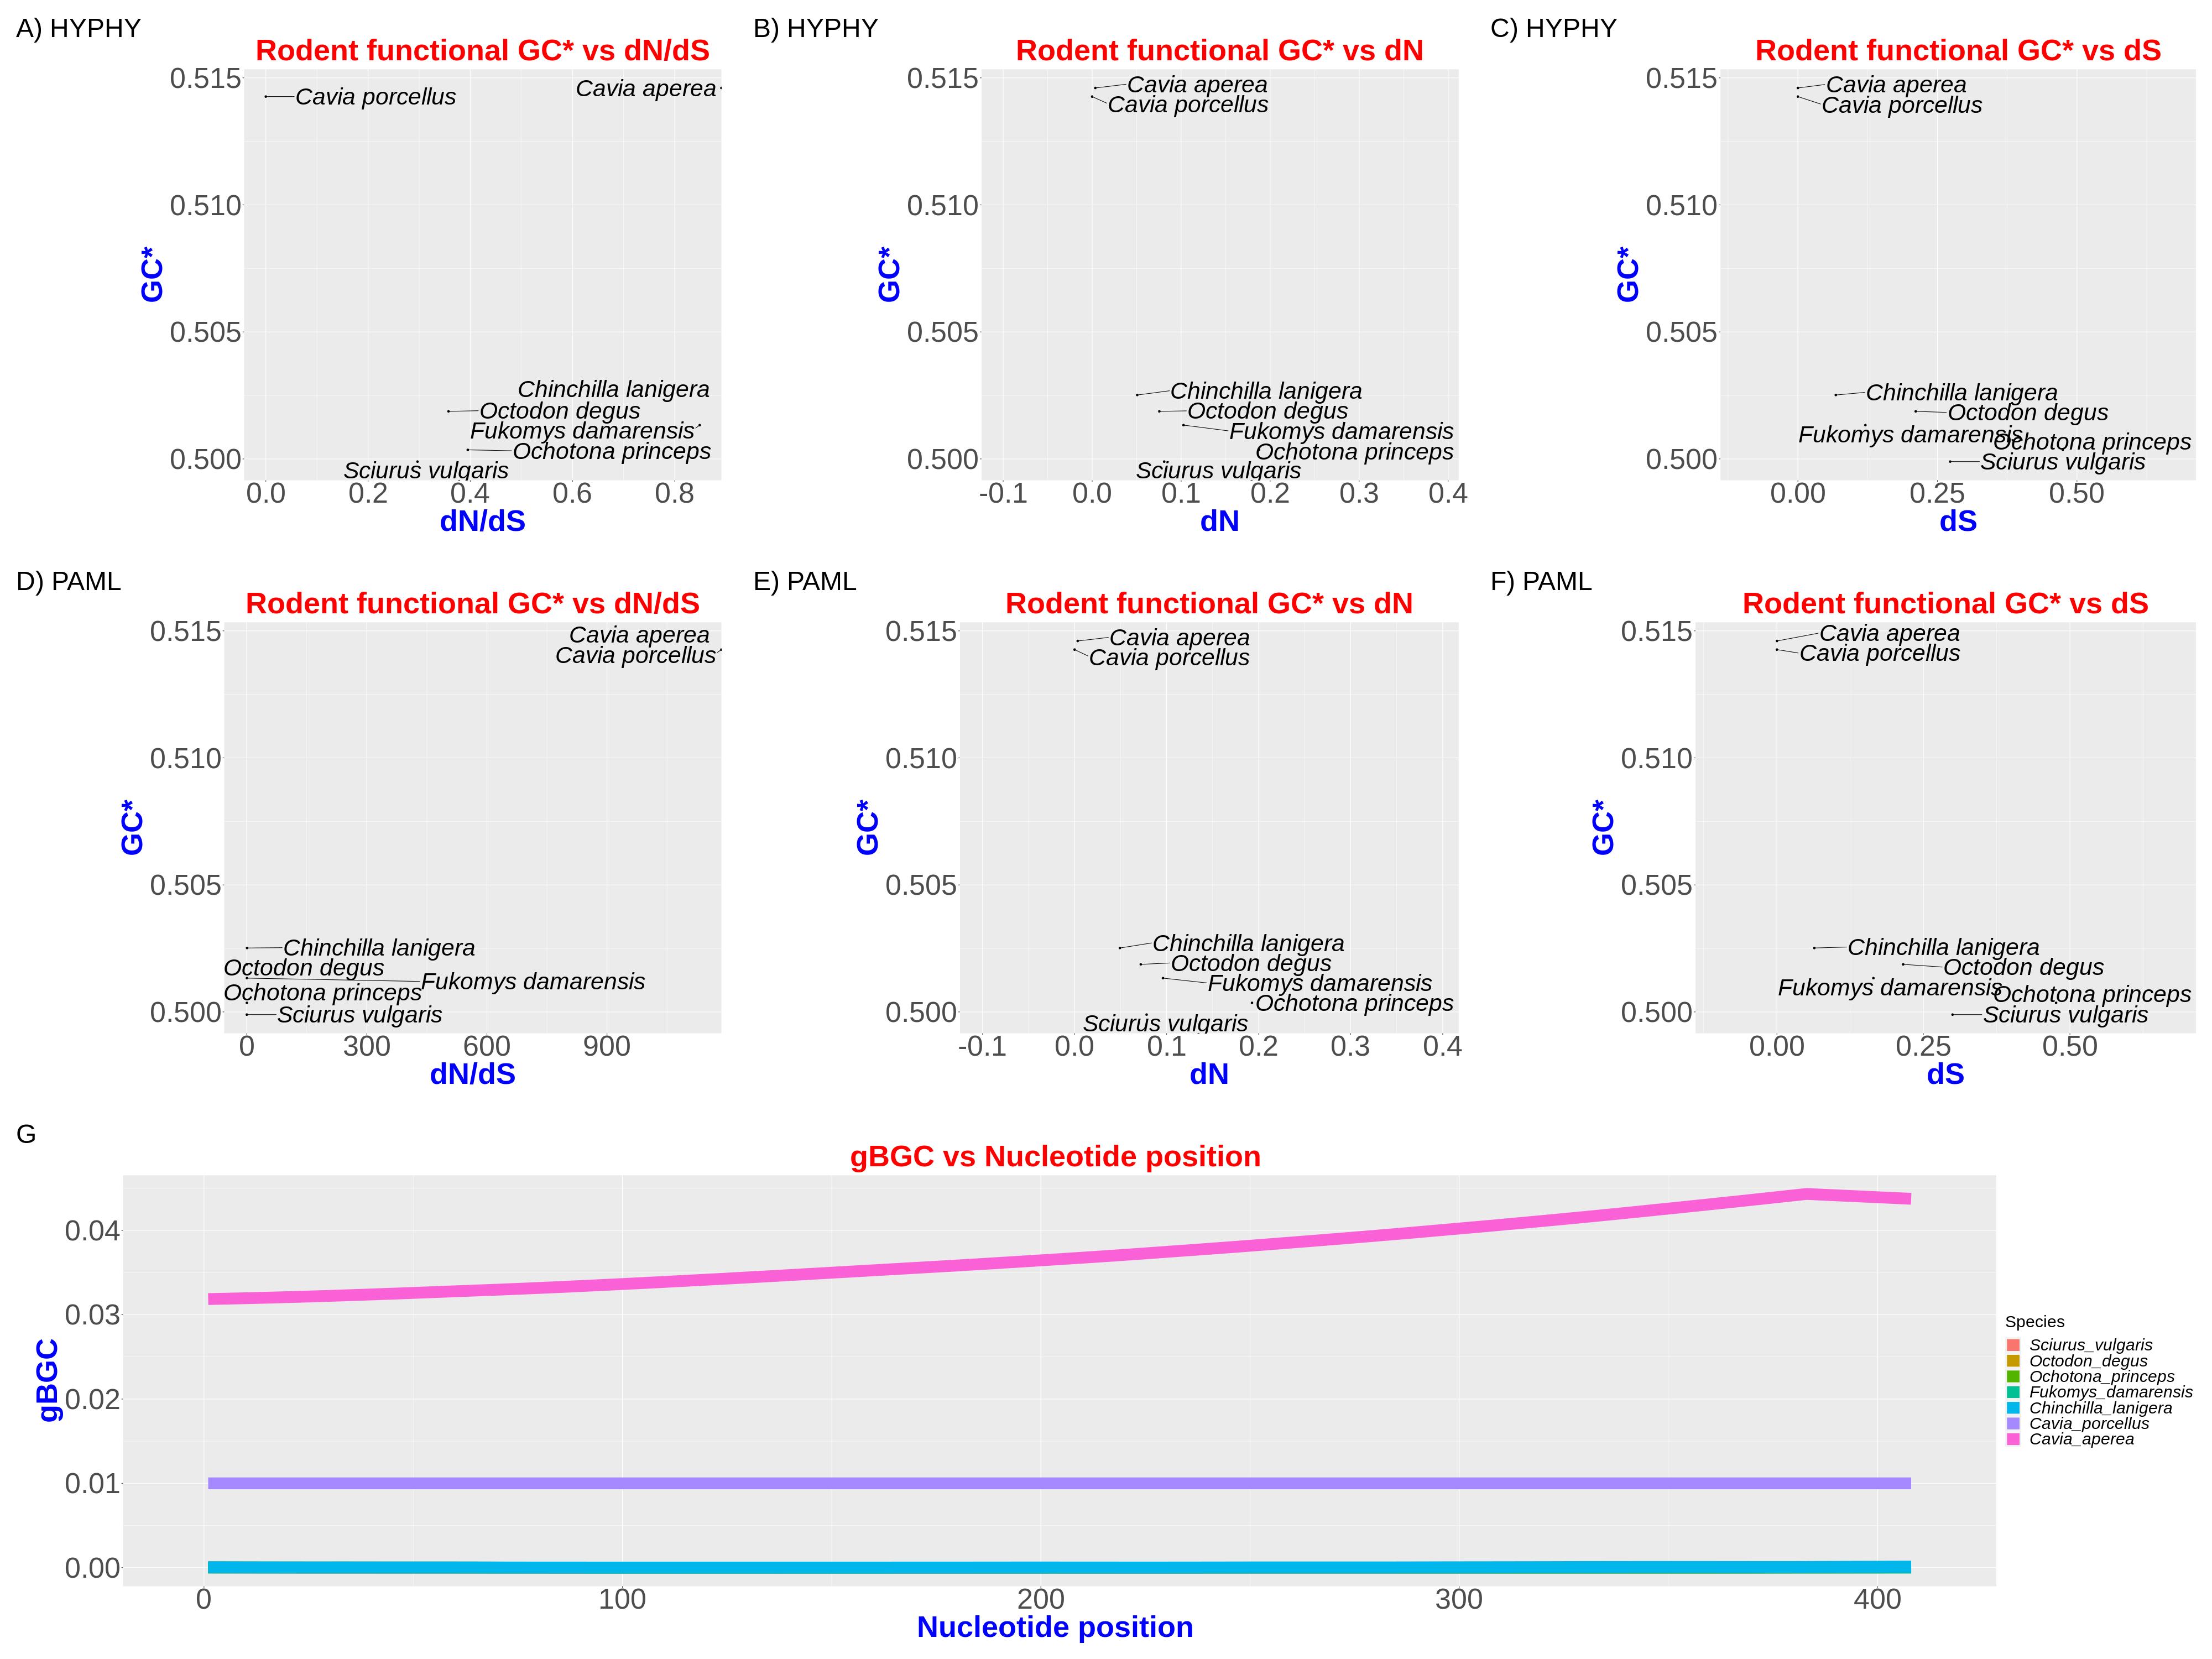 A) HYPHY
Rodent functional GC* vs dN/dS
0.515
0.510
0.505
0.500
GC*
Cavia porcellus
Cavia aperea
Chinchilla lanigera
Octodon degus
Fukomys damarensis
Ochotona princeps
Sciurus vulgaris
0.0 0.2 0.4 0.6 0.8
dN/dS
B) HYPHY
Rodent functional GC* vs dN
0.515
0.510
0.505
0.500
GC*
Cavia aperea
Cavia porcellus
Chinchilla lanigera
Octodon degus
Fukomys damarensis
Ochotona princeps
Sciurus vulgaris
-0.1 0.0 0.1 0.2 0.3 0.4
dN
C) HYPHY
Rodent functional GC* vs dS
0.515
0.510
0.505
0.500
GC*
Cavia aperea
Cavia porcellus
Chinchilla lanigera
Octodon degus
Fukomys damarensis
Ochotona princeps
Sciurus vulgaris
0.00 0.25 0.50
dS
D) PAML
Rodent functional GC* vs dN/dS
0.515
0.510
0.505
0.500
GC*
Cavia aperea
Cavia porcellus
Chinchilla lanigera
Octodon degus
Fukomys damarensis
Ochotona princeps
Sciurus vulgaris
0 300 600 900
dN/dS
E) PAML
Rodent functional GC* vs dN
0.515
0.510
0.505
0.500
GC*
Cavia aperea
Cavia porcellus
Chinchilla lanigera
Octodon degus
Fukomys damarensis
Ochotona princeps
Sciurus vulgaris
-0.1 0.0 0.1 0.2 0.3 0.4
dN
F) PAML
Rodent functional GC* vs dS
0.515
0.510
0.505
0.500
GC*
Cavia aperea
Cavia porcellus
Chinchilla lanigera
Octodon degus
Fukomys damarensis
Ochotona princeps
Sciurus vulgaris
0.00 0.25 0.50
dS
G
gBGC vs Nucleotide position
0.04
0.03
0.02
0.01
0.00
gBGC
0 100 200 300 400
Nucleotide position
Species
Sciurus_vulgaris
Octodon_degus
Ochotona_princeps
Fukomys_damarensis
Chinchilla_lanigera
Cavia_porcellus
Cavia_aperea